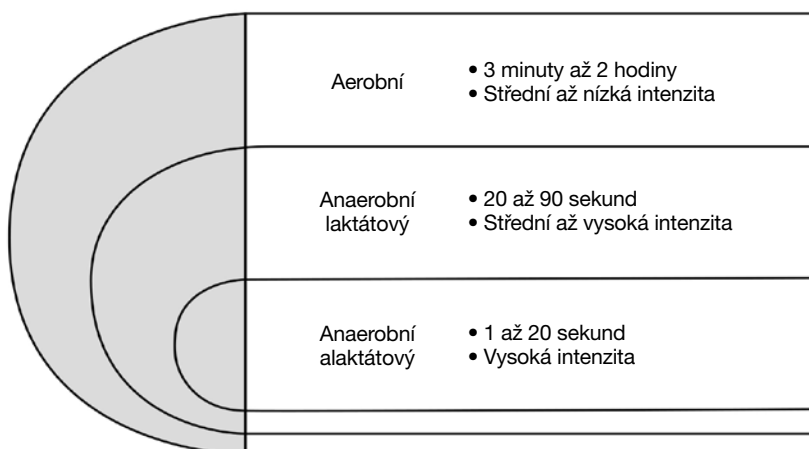 Aerobní
• 3 minuty až 2 hodiny
• Střední až nízká intenzita
Anaerobní
laktátový
• 20 až 90 sekund
• Střední až vysoká intenzita
Anaerobní
alaktátový
• 1 až 20 sekund
• Vysoká intenzita